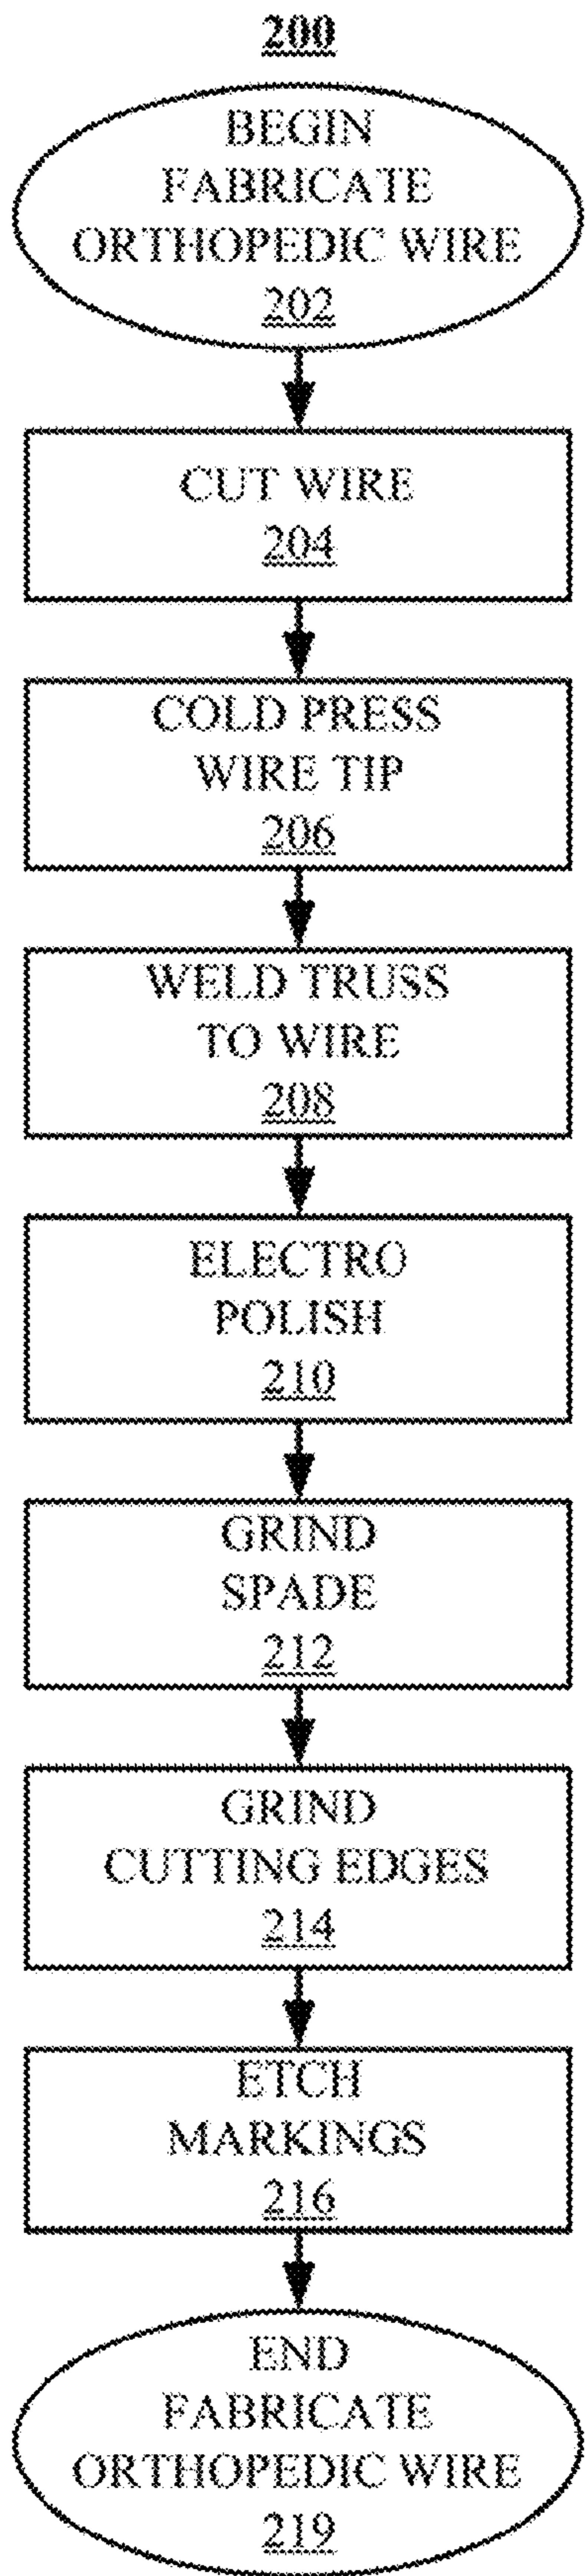 200
BEGIN
FABRICATE
ORTHOPEDIC WIRE
202
CUT WIRE
204
COLD PRESS
WIRE TIP
206
WELD TRUSS
TO WIRE
208
ELECTRO
POLISH
210
GRIND
SPADE
212
GRIND
CUTTING EDGES
214
ETCH
MARKINGS
216
END
FABRICATE
ORTHOPEDIC WIRE
219